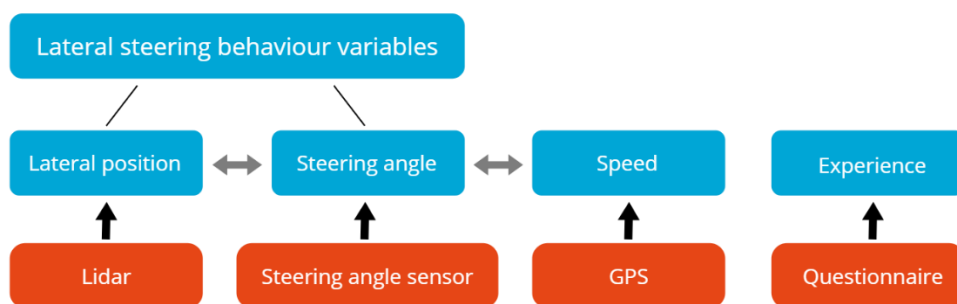 Lateral steering behaviour variables
Lateral position
Steering angle
Speed
Experience
Lidar
Steering angle sensor
GPS
Questionnaire